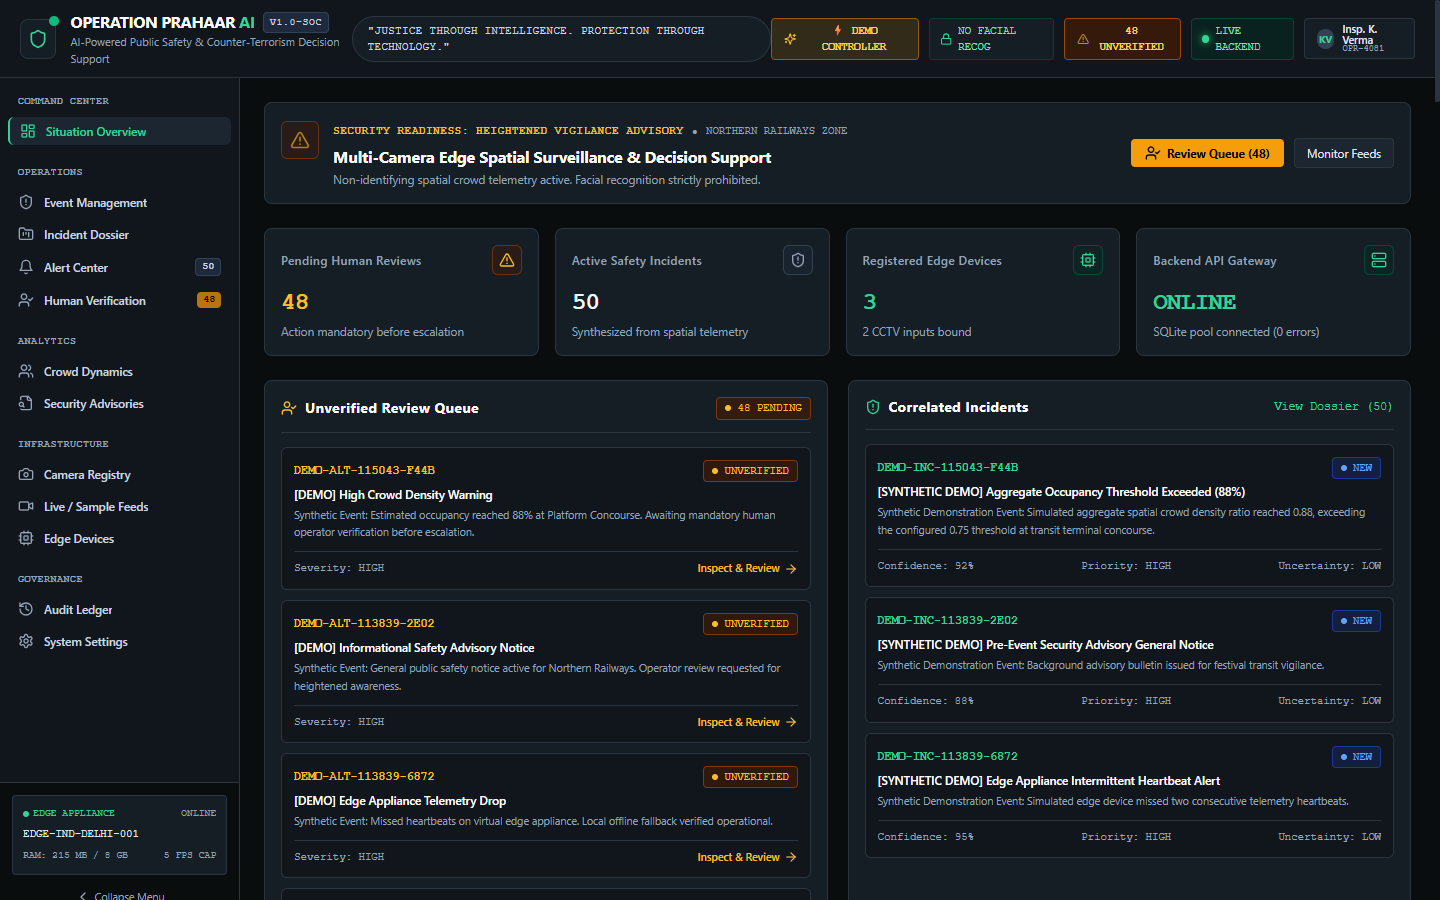 OPERATION PRAHAAR AI V1.0-SOC
AI-Powered Public Safety & Counter-Terrorism Decision
Support
"JUSTICE THROUGH INTELLIGENCE. PROTECTION THROUGH
TECHNOLOGY."
DEMO
CONTROLLER
NO FACIAL
RECOG
48
UNVERIFIED
LIVE
BACKEND
KV
Insp. K.
Verma
OPR-4081
COMMAND CENTER
Situation Overview
OPERATIONS
Event Management
Incident Dossier
Alert Center 50
Human Verification 48
ANALYTICS
Crowd Dynamics
Security Advisories
INFRASTRUCTURE
Camera Registry
Live / Sample Feeds
Edge Devices
GOVERNANCE
Audit Ledger
System Settings
EDGE APPLIANCE ONLINE
EDGE-IND-DELHI-001
RAM: 215 MB / 8 GB 5 FPS CAP
Collapse Menu
SECURITY READINESS: HEIGHTENED VIGILANCE ADVISORY ● NORTHERN RAILWAYS ZONE
Multi-Camera Edge Spatial Surveillance & Decision Support
Non-identifying spatial crowd telemetry active. Facial recognition strictly prohibited.
Review Queue (48)
Monitor Feeds
Pending Human Reviews
48
Action mandatory before escalation
Active Safety Incidents
50
Synthesized from spatial telemetry
Registered Edge Devices
3
2 CCTV inputs bound
Backend API Gateway
ONLINE
SQLite pool connected (0 errors)
Unverified Review Queue
48 PENDING
DEMO-ALT-115043-F44B
UNVERIFIED
[DEMO] High Crowd Density Warning
Synthetic Event: Estimated occupancy reached 88% at Platform Concourse. Awaiting mandatory human
operator verification before escalation.
Severity: HIGH
Inspect & Review →
DEMO-ALT-113839-2E02
UNVERIFIED
[DEMO] Informational Safety Advisory Notice
Synthetic Event: General public safety notice active for Northern Railways. Operator review requested for
heightened awareness.
Severity: HIGH
Inspect & Review →
DEMO-ALT-113839-6872
UNVERIFIED
[DEMO] Edge Appliance Telemetry Drop
Synthetic Event: Missed heartbeats on virtual edge appliance. Local offline fallback verified operational.
Severity: HIGH
Inspect & Review →
Correlated Incidents
View Dossier (50)
DEMO-INC-115043-F44B
NEW
[SYNTHETIC DEMO] Aggregate Occupancy Threshold Exceeded (88%)
Synthetic Demonstration Event: Simulated aggregate spatial crowd density ratio reached 0.88, exceeding
the configured 0.75 threshold at transit terminal concourse.
Confidence: 92% Priority: HIGH Uncertainty: LOW
DEMO-INC-113839-2E02
NEW
[SYNTHETIC DEMO] Pre-Event Security Advisory General Notice
Synthetic Demonstration Event: Background advisory bulletin issued for festival transit vigilance.
Confidence: 88% Priority: HIGH Uncertainty: LOW
DEMO-INC-113839-6872
NEW
[SYNTHETIC DEMO] Edge Appliance Intermittent Heartbeat Alert
Synthetic Demonstration Event: Simulated edge device missed two consecutive telemetry heartbeats.
Confidence: 95% Priority: HIGH Uncertainty: LOW